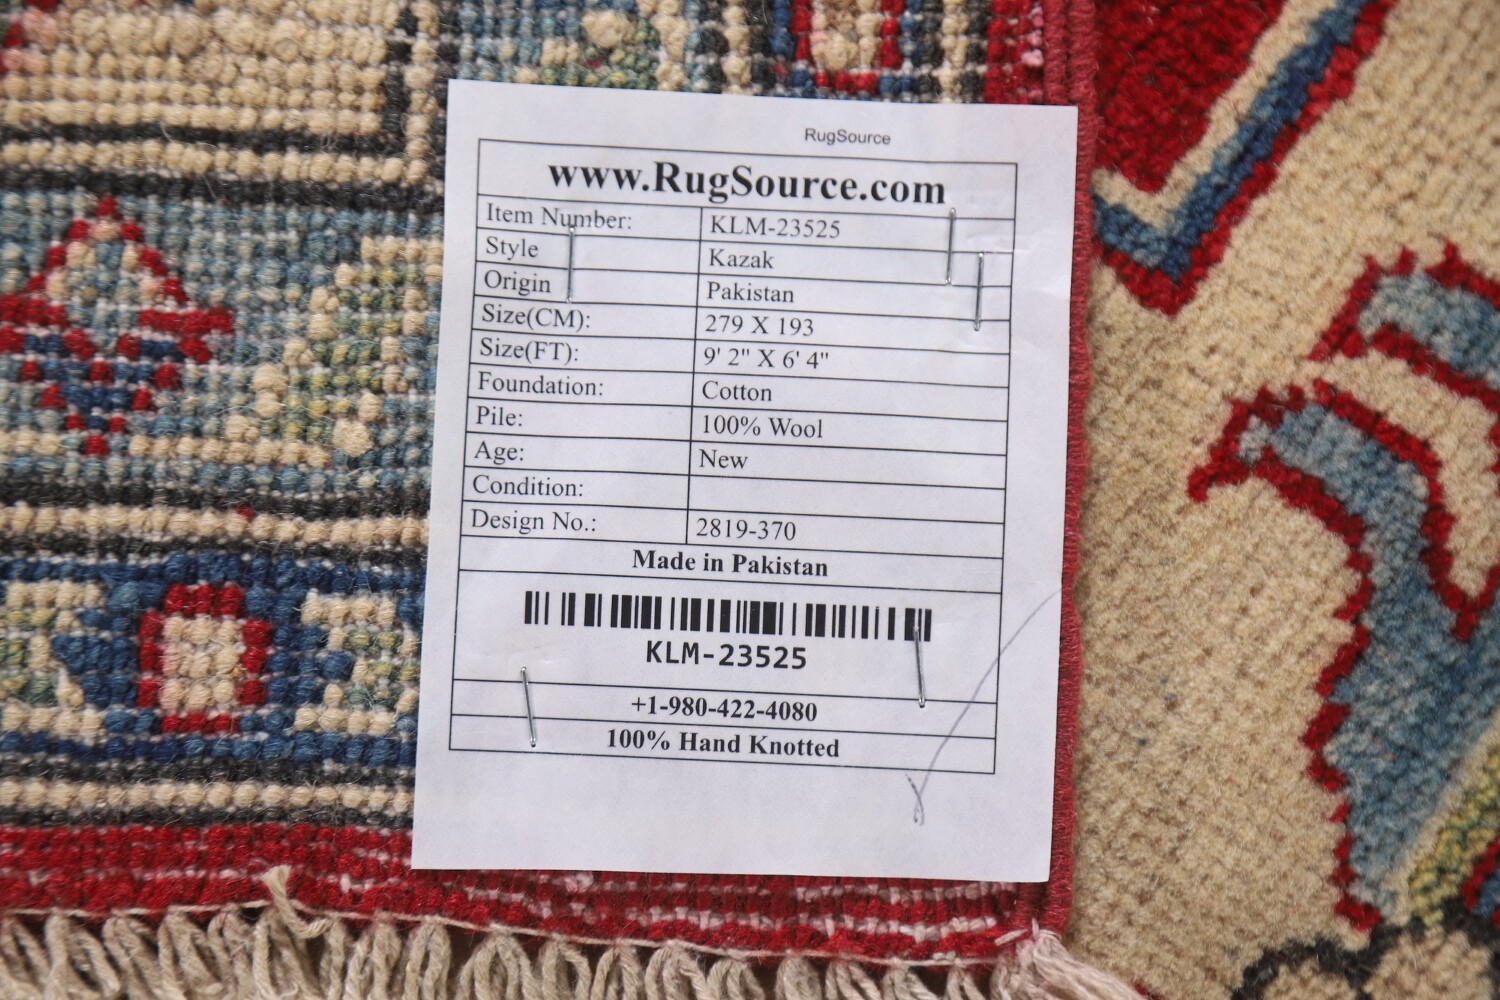 RugSource
www.RugSource.com
Item Number: KLM-23525
Style Kazak
Origin Pakistan
Size(CM): 279 X 193
Size(FT): 9' 2" X 6' 4"
Foundation: Cotton
Pile: 100% Wool
Age: New
Condition:
Design No.: 2819-370
Made in Pakistan
KLM-23525
+1-980-422-4080
100% Hand Knotted